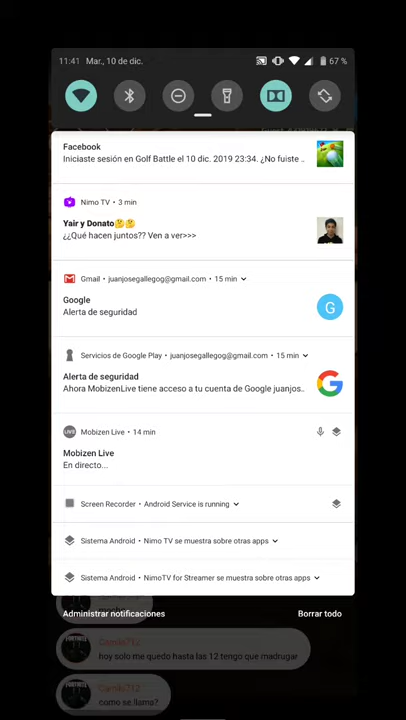 11:41 Mar., 10 de dic. 67 %
Facebook
Iniciaste sesión en Golf Battle el 10 dic. 2019 23:34. ¿No fuiste ..
Nimo TV • 3 min
Yair y Donato🤔🤔
¿¿Qué hacen juntos?? Ven a ver>>>
Gmail • juanjosegallegog@gmail.com • 15 min
Google
Alerta de seguridad
G
Servicios de Google Play • juanjosegallegog@gmail.com • 15 min
Alerta de seguridad
Ahora MobizenLive tiene acceso a tu cuenta de Google juanjos..
LIVE Mobizen Live • 14 min
Mobizen Live
En directo...
Screen Recorder • Android Service is running
Sistema Android • Nimo TV se muestra sobre otras apps
Sistema Android • NimoTV for Streamer se muestra sobre otras apps
Administrar notificaciones Borrar todo
Camilo712
hoy solo me quedo hasta las 12 tengo que madrugar
Camilo712
como se llama?